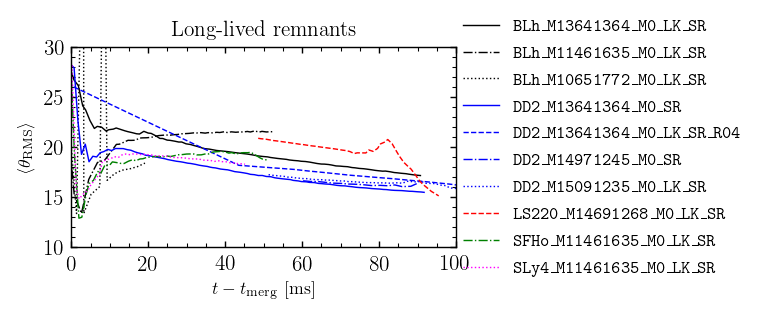 Long-lived remnants
30
25
20
15
10
⟨θRMS⟩
0
20
40
60
80
100
t − tmerg [ms]
BLh_M13641364_M0_LK_SR
BLh_M11461635_M0_LK_SR
BLh_M10651772_M0_LK_SR
DD2_M13641364_M0_SR
DD2_M13641364_M0_LK_SR_R04
DD2_M14971245_M0_SR
DD2_M15091235_M0_LK_SR
LS220_M14691268_M0_LK_SR
SFHo_M11461635_M0_LK_SR
SLy4_M11461635_M0_LK_SR